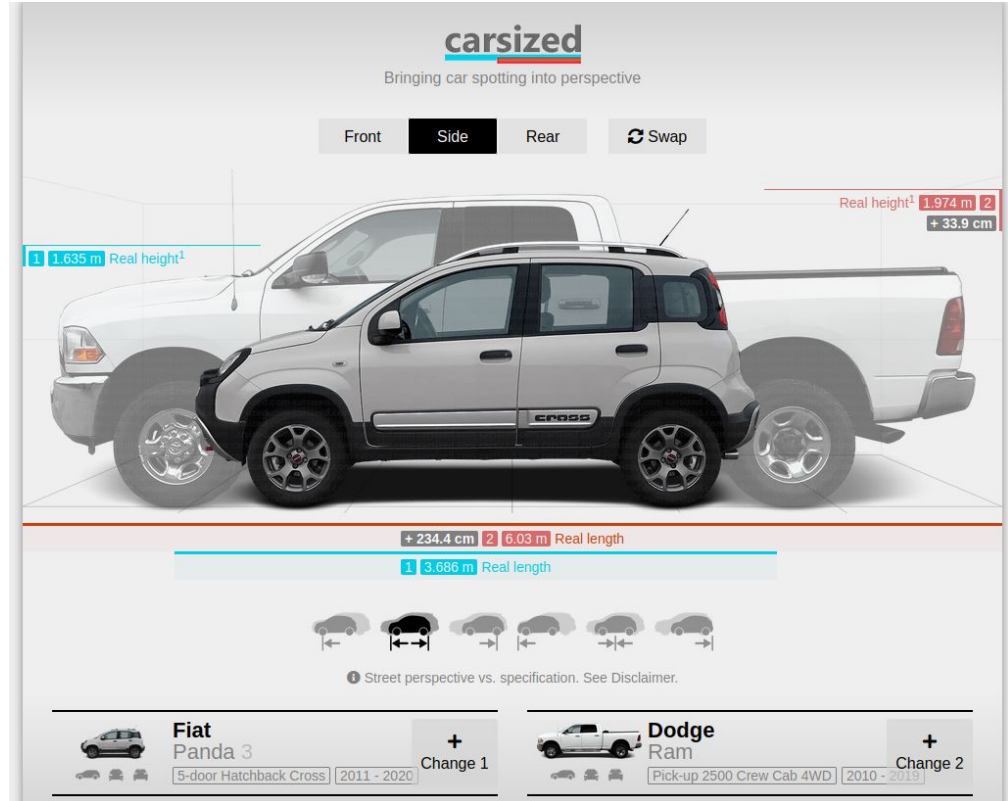 carsized
Bringing car spotting into perspective
Front Side Rear Swap
Real height¹ 1.974 m 2
+ 33.9 cm
1 1.635 m Real height¹
CROSS
+ 234.4 cm 2 6.03 m Real length
1 3.686 m Real length
Street perspective vs. specification. See Disclaimer.
Fiat
Panda 3
5-door Hatchback Cross 2011 - 2020
+
Change 1
Dodge
Ram
Pick-up 2500 Crew Cab 4WD 2010 - 2019
+
Change 2